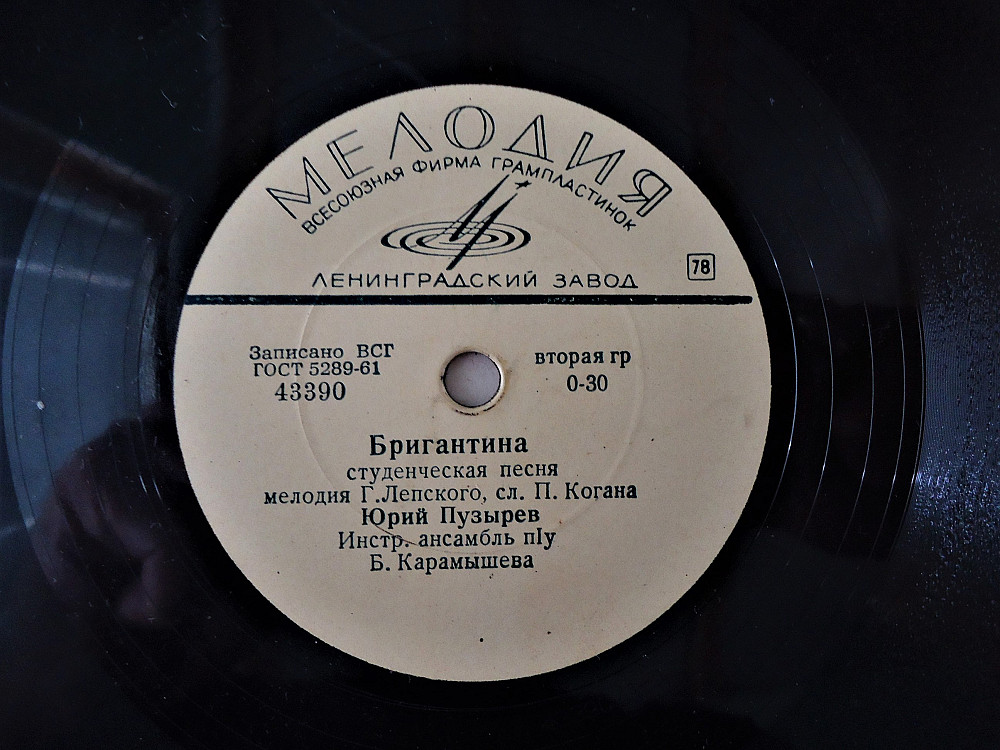 МЕЛОДИЯ
ВСЕСОЮЗНАЯ ФИРМА ГРАМПЛАСТИНОК
ЛЕНИНГРАДСКИЙ ЗАВОД
78
Записано ВСГ
ГОСТ 5289-61
43390
вторая гр
0-30
Бригантина
студенческая песня
мелодия Г.Лепского, сл. П. Когана
Юрий Пузырев
Инстр. ансамбль пIу
Б. Карамышева